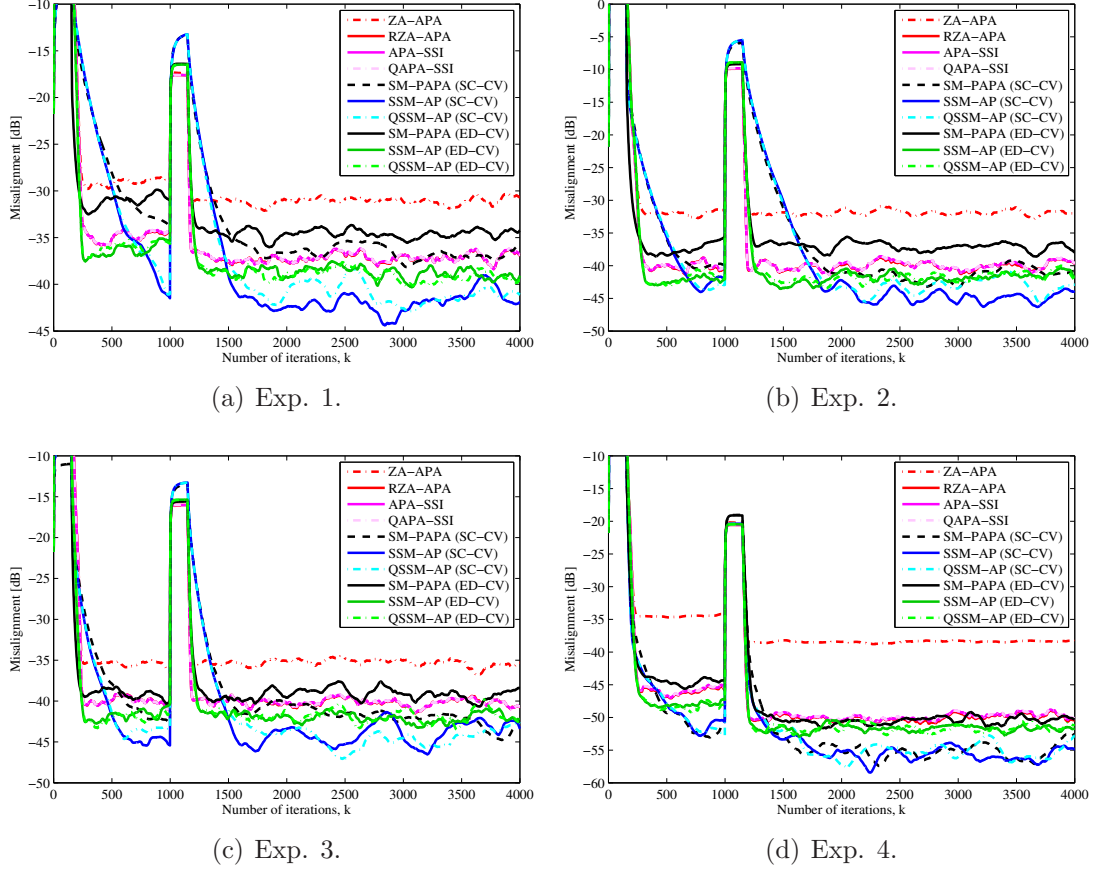 −10
−15
−20
−25
−30
−35
−40
−45
0 500 1000 1500 2000 2500 3000 3500 4000
Misalignment [dB]
Number of iterations, k
ZA−APA
RZA−APA
APA−SSI
QAPA−SSI
SM−PAPA (SC−CV)
SSM−AP (SC−CV)
QSSM−AP (SC−CV)
SM−PAPA (ED−CV)
SSM−AP (ED−CV)
QSSM−AP (ED−CV)
(a) Exp. 1.
0
−5
−10
−15
−20
−25
−30
−35
−40
−45
−50
0 500 1000 1500 2000 2500 3000 3500 4000
Misalignment [dB]
Number of iterations, k
ZA−APA
RZA−APA
APA−SSI
QAPA−SSI
SM−PAPA (SC−CV)
SSM−AP (SC−CV)
QSSM−AP (SC−CV)
SM−PAPA (ED−CV)
SSM−AP (ED−CV)
QSSM−AP (ED−CV)
(b) Exp. 2.
−10
−15
−20
−25
−30
−35
−40
−45
−50
0 500 1000 1500 2000 2500 3000 3500 4000
Misalignment [dB]
Number of iterations, k
ZA−APA
RZA−APA
APA−SSI
QAPA−SSI
SM−PAPA (SC−CV)
SSM−AP (SC−CV)
QSSM−AP (SC−CV)
SM−PAPA (ED−CV)
SSM−AP (ED−CV)
QSSM−AP (ED−CV)
(c) Exp. 3.
−10
−15
−20
−25
−30
−35
−40
−45
−50
−55
−60
0 500 1000 1500 2000 2500 3000 3500 4000
Misalignment [dB]
Number of iterations, k
ZA−APA
RZA−APA
APA−SSI
QAPA−SSI
SM−PAPA (SC−CV)
SSM−AP (SC−CV)
QSSM−AP (SC−CV)
SM−PAPA (ED−CV)
SSM−AP (ED−CV)
QSSM−AP (ED−CV)
(d) Exp. 4.